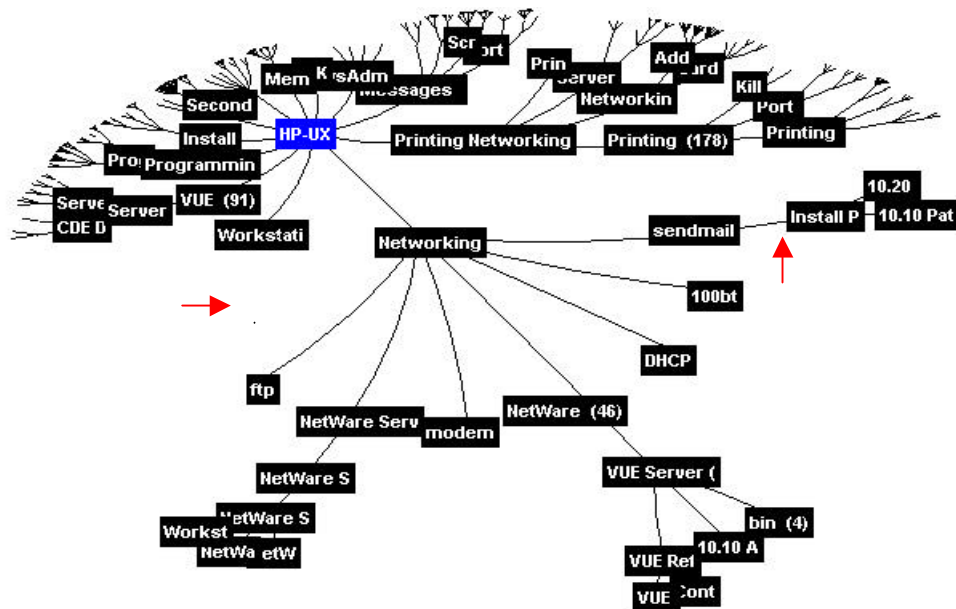 Scr
ort
Prin
Server
Add
ard
Mem
K
ysAdm
Messages
Networkin
Kill
Port
Second
HP-UX
Install
Printing Networking
Printing (178)
Printing
Programmin
VUE (91)
Serve
Server
CDE D
Workstati
10.20
Install P
10.10 Pat
sendmail
Networking
100bt
DHCP
ftp
NetWare Serv
modem
NetWare (46)
NetWare S
VUE Server (
NetWare S
Workst
bin (4)
NetWa
etW
10.10 A
VUE Ref
VUE
Cont